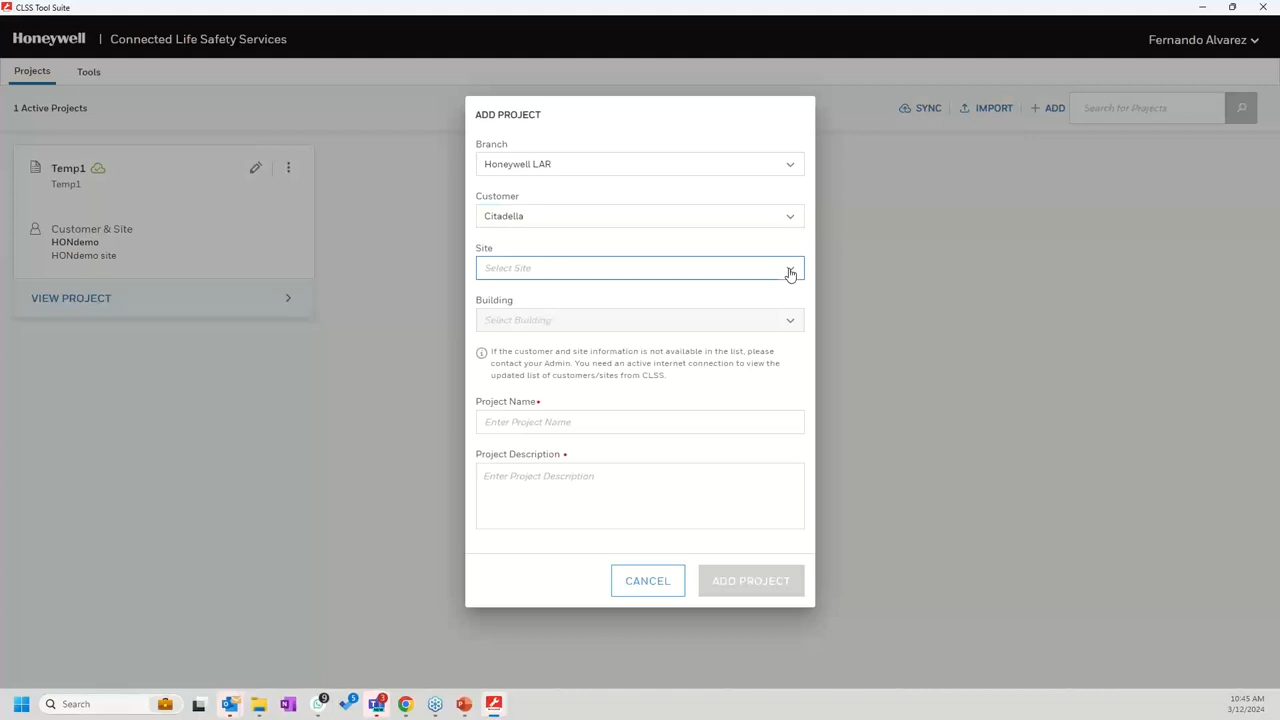 CLSS Tool Suite
Honeywell | Connected Life Safety Services
Fernando Alvarez
Projects Tools
1 Active Projects
SYNC IMPORT + ADD Search for Projects
Temp1
Temp1
Customer & Site
HONdemo
HONdemo site
VIEW PROJECT
ADD PROJECT
Branch
Honeywell LAR
Customer
Citadella
Site
Select Site
Building
Select Building
If the customer and site information is not available in the list, please
contact your Admin. You need an active internet connection to view the
updated list of customers/sites from CLSS.
Project Name•
Enter Project Name
Project Description •
Enter Project Description
CANCEL ADD PROJECT
Search
9
5
3
10:45 AM
3/12/2024